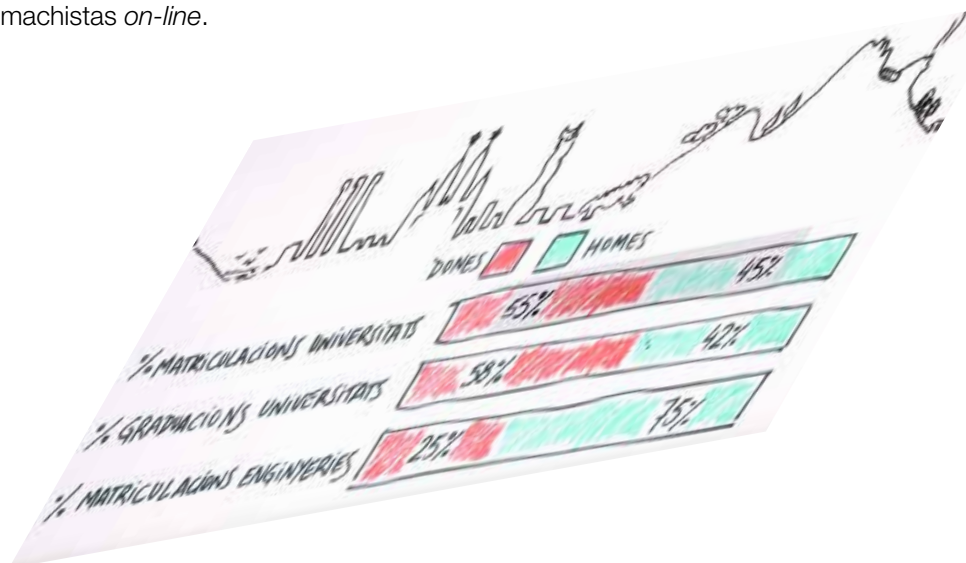 machistas on-line.
DONES HOMES
% MATRICULACIONS UNIVERSITATS 55% 45%
% GRADUACIONS UNIVERSITATS 58% 42%
% MATRICULACIONS ENGINYERIES 25% 75%